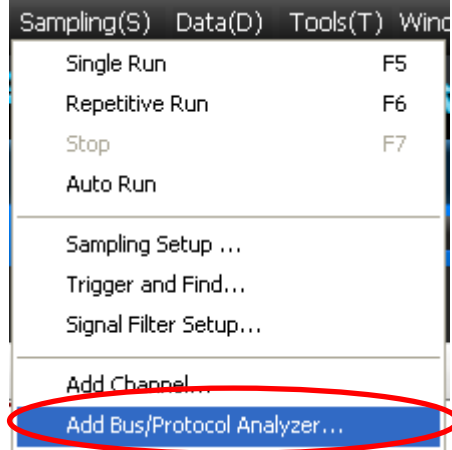 Sampling(S) Data(D) Tools(T) Wind
Single Run F5
Repetitive Run F6
Stop F7
Auto Run
Sampling Setup ...
Trigger and Find...
Signal Filter Setup...
Add Channel...
Add Bus/Protocol Analyzer...